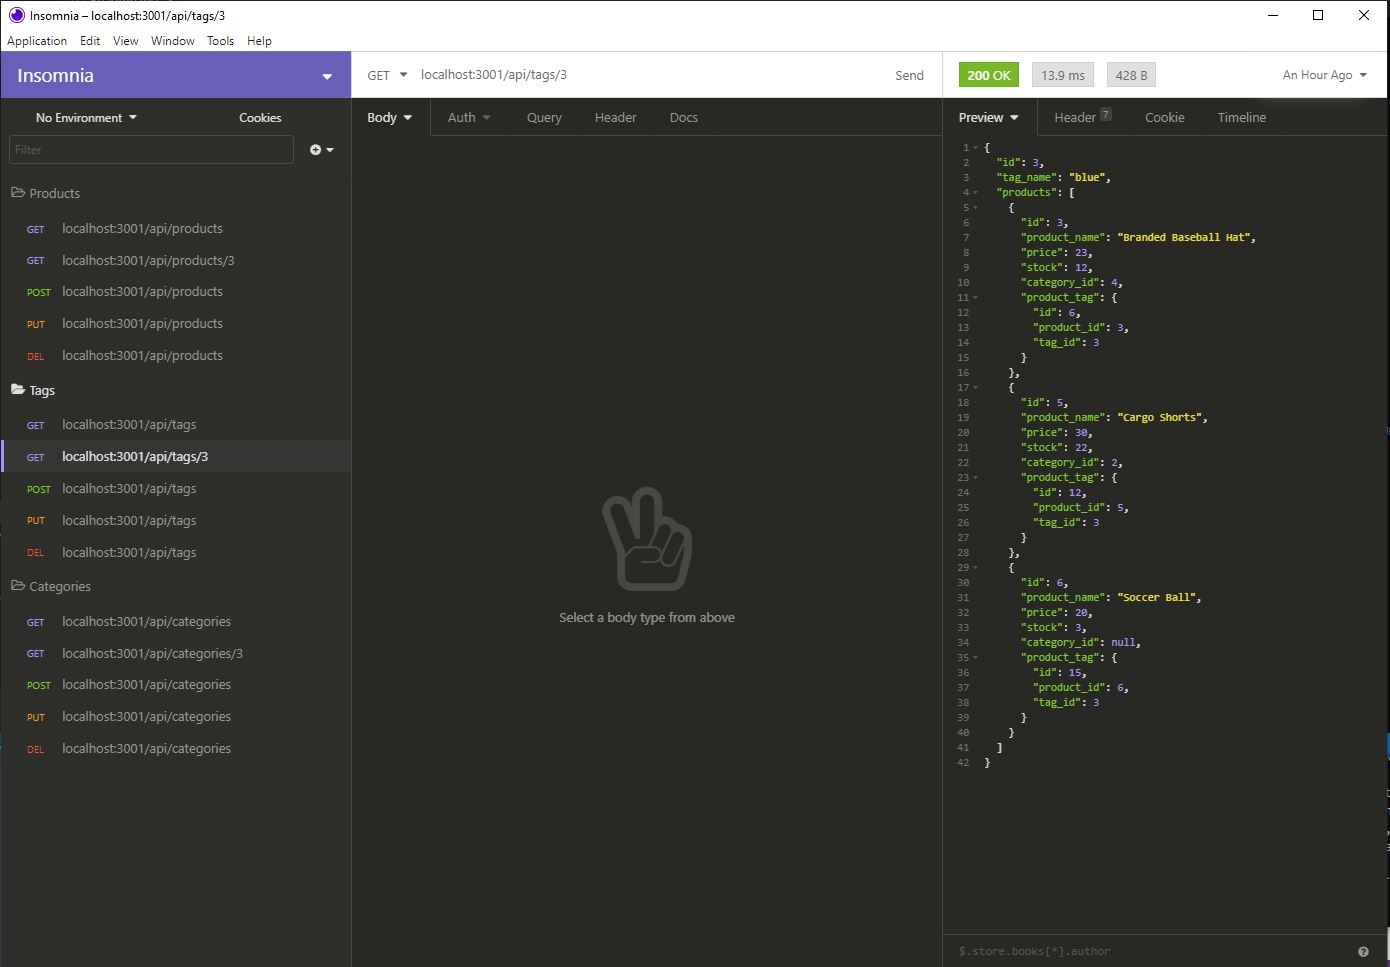 Insomnia – localhost:3001/api/tags/3
Application Edit View Window Tools Help
Insomnia
No Environment Cookies
Filter
Products
GET localhost:3001/api/products
GET localhost:3001/api/products/3
POST localhost:3001/api/products
PUT localhost:3001/api/products
DEL localhost:3001/api/products
Tags
GET localhost:3001/api/tags
GET localhost:3001/api/tags/3
POST localhost:3001/api/tags
PUT localhost:3001/api/tags
DEL localhost:3001/api/tags
Categories
GET localhost:3001/api/categories
GET localhost:3001/api/categories/3
POST localhost:3001/api/categories
PUT localhost:3001/api/categories
DEL localhost:3001/api/categories
GET localhost:3001/api/tags/3 Send
Body Auth Query Header Docs
Select a body type from above
200 OK 13.9 ms 428 B An Hour Ago
Preview Header 7 Cookie Timeline
1 {
2 "id": 3,
3 "tag_name": "blue",
4 "products": [
5 {
6 "id": 3,
7 "product_name": "Branded Baseball Hat",
8 "price": 23,
9 "stock": 12,
10 "category_id": 4,
11 "product_tag": {
12 "id": 6,
13 "product_id": 3,
14 "tag_id": 3
15 }
16 },
17 {
18 "id": 5,
19 "product_name": "Cargo Shorts",
20 "price": 30,
21 "stock": 22,
22 "category_id": 2,
23 "product_tag": {
24 "id": 12,
25 "product_id": 5,
26 "tag_id": 3
27 }
28 },
29 {
30 "id": 6,
31 "product_name": "Soccer Ball",
32 "price": 20,
33 "stock": 3,
34 "category_id": null,
35 "product_tag": {
36 "id": 15,
37 "product_id": 6,
38 "tag_id": 3
39 }
40 }
41 ]
42 }
$.store.books[*].author